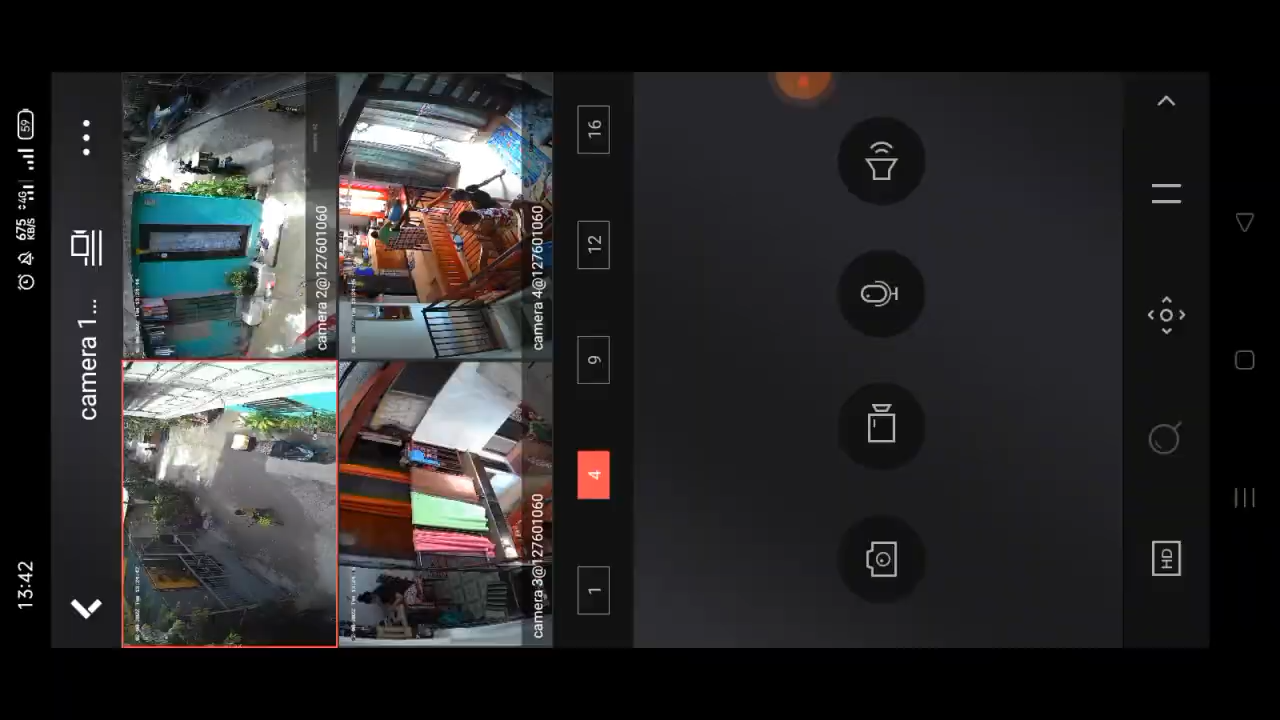 13:42
675 KB/S
4G
59
camera 1...
camera 3@127601060
camera 2@127601060
camera 4@127601060
1
4
9
12
16
HD